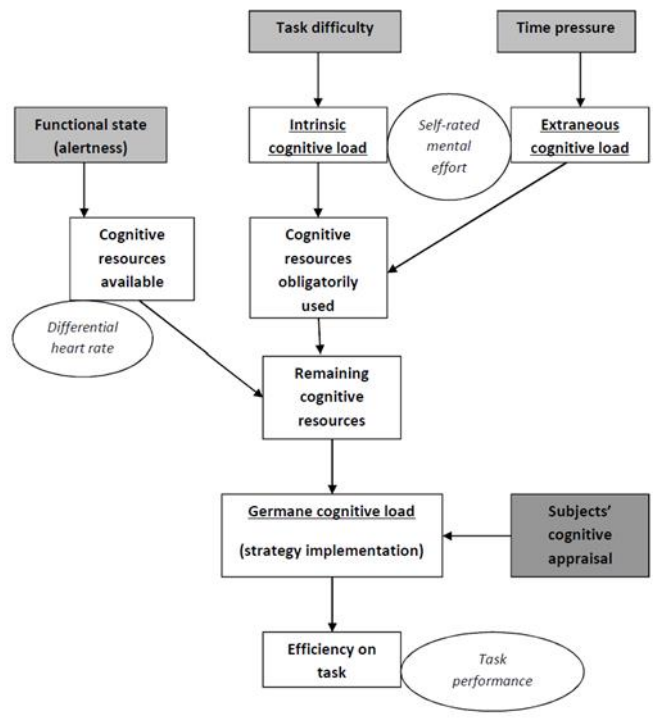 Task difficulty
Time pressure
Functional state
(alertness)
Intrinsic
cognitive load
Self-rated
mental
effort
Extraneous
cognitive load
Cognitive
resources
available
Cognitive
resources
obligatorily
used
Differential
heart rate
Remaining
cognitive
resources
Germane cognitive load
(strategy implementation)
Subjects’
cognitive
appraisal
Efficiency on
task
Task
performance